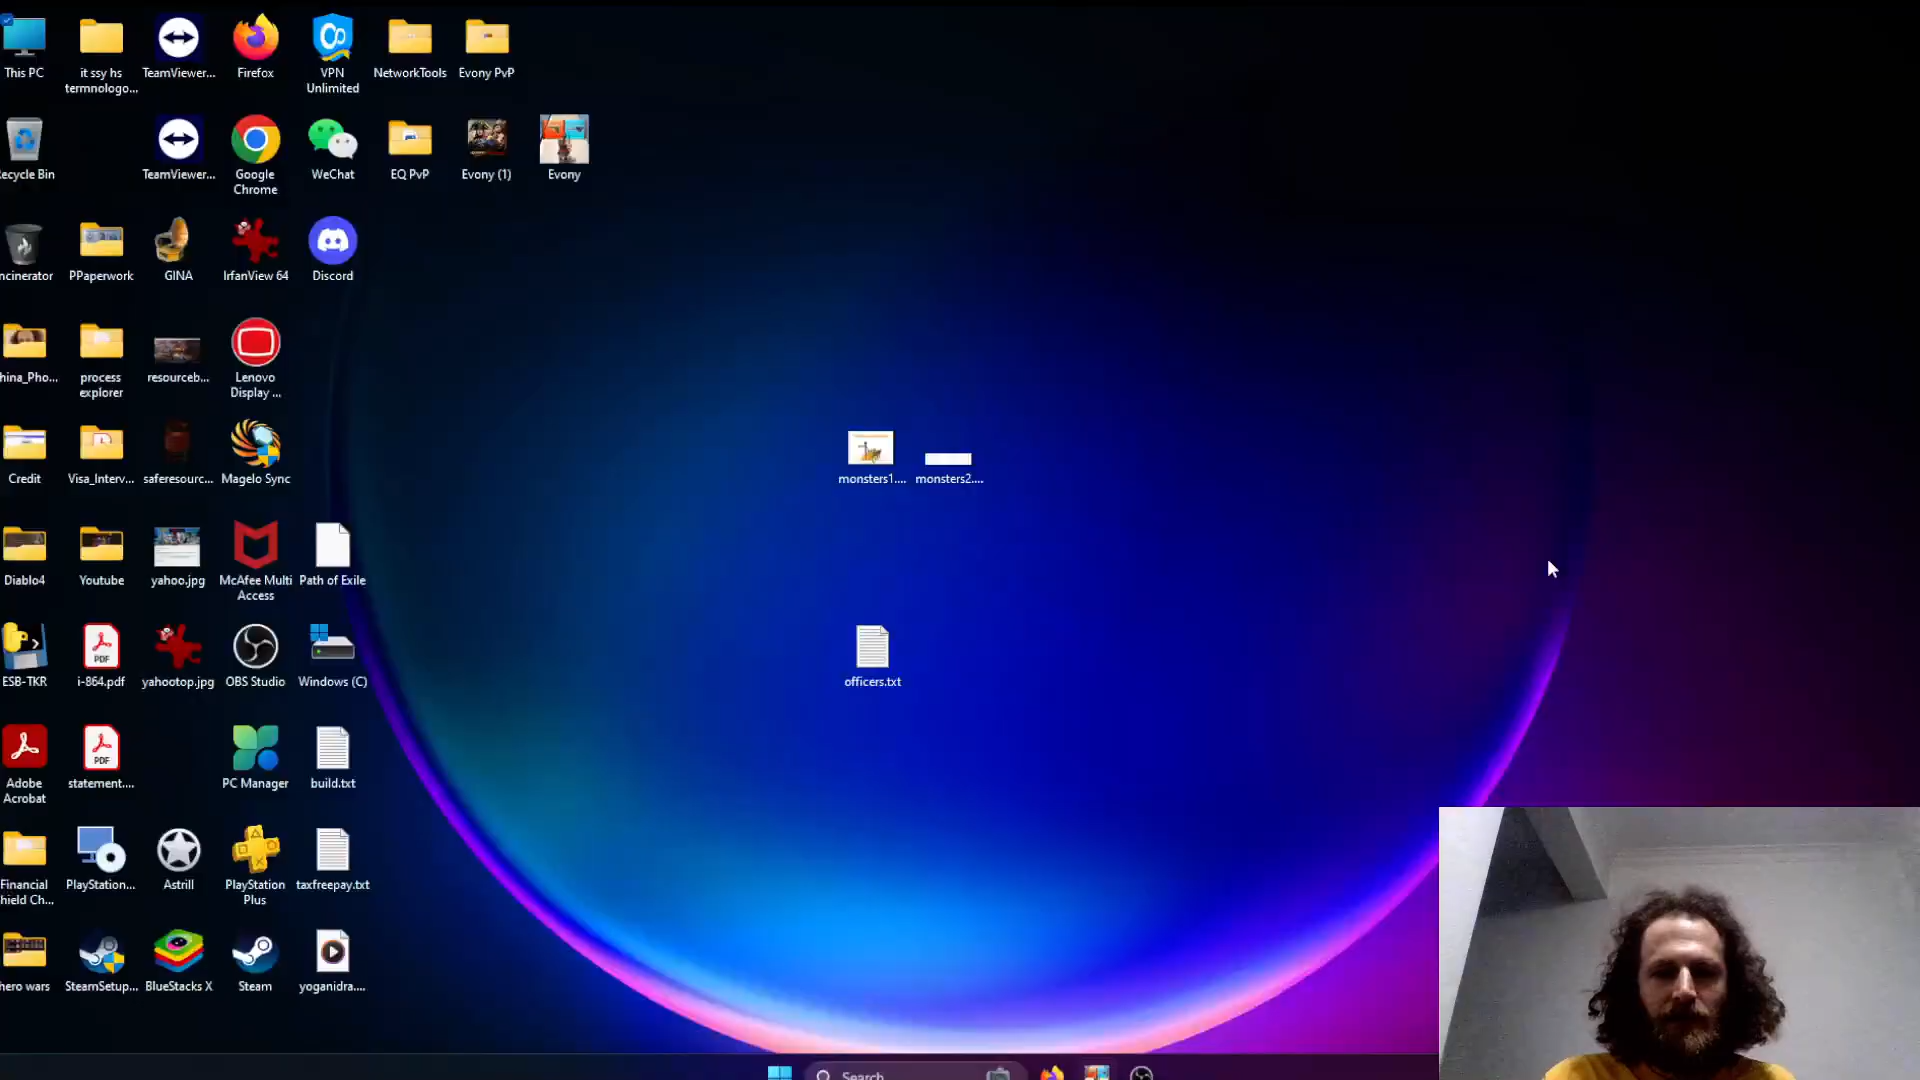 This PC
it ssy hs
termnologo...
TeamViewer...
Firefox
VPN
Unlimited
NetworkTools
Evony PvP
ecycle Bin
TeamViewer...
Google
Chrome
WeChat
EQ PvP
Evony (1)
Evony
ncinerator
PPaperwork
GINA
IrfanView 64
Discord
hina_Pho...
process
explorer
resourceb...
Lenovo
Display ...
Credit
Visa_Interv...
saferesourc...
Magelo Sync
monsters1....
monsters2....
Diablo4
Youtube
yahoo.jpg
McAfee Multi
Access
Path of Exile
ESB-TKR
PDF
i-864.pdf
yahootop.jpg
OBS Studio
Windows (C)
officers.txt
Adobe
Acrobat
PDF
statement....
PC Manager
build.txt
Financial
hield Ch...
PlayStation...
Astrill
PlayStation
Plus
taxfreepay.txt
hero wars
SteamSetup...
BlueStacks X
Steam
yoganidra....
Search